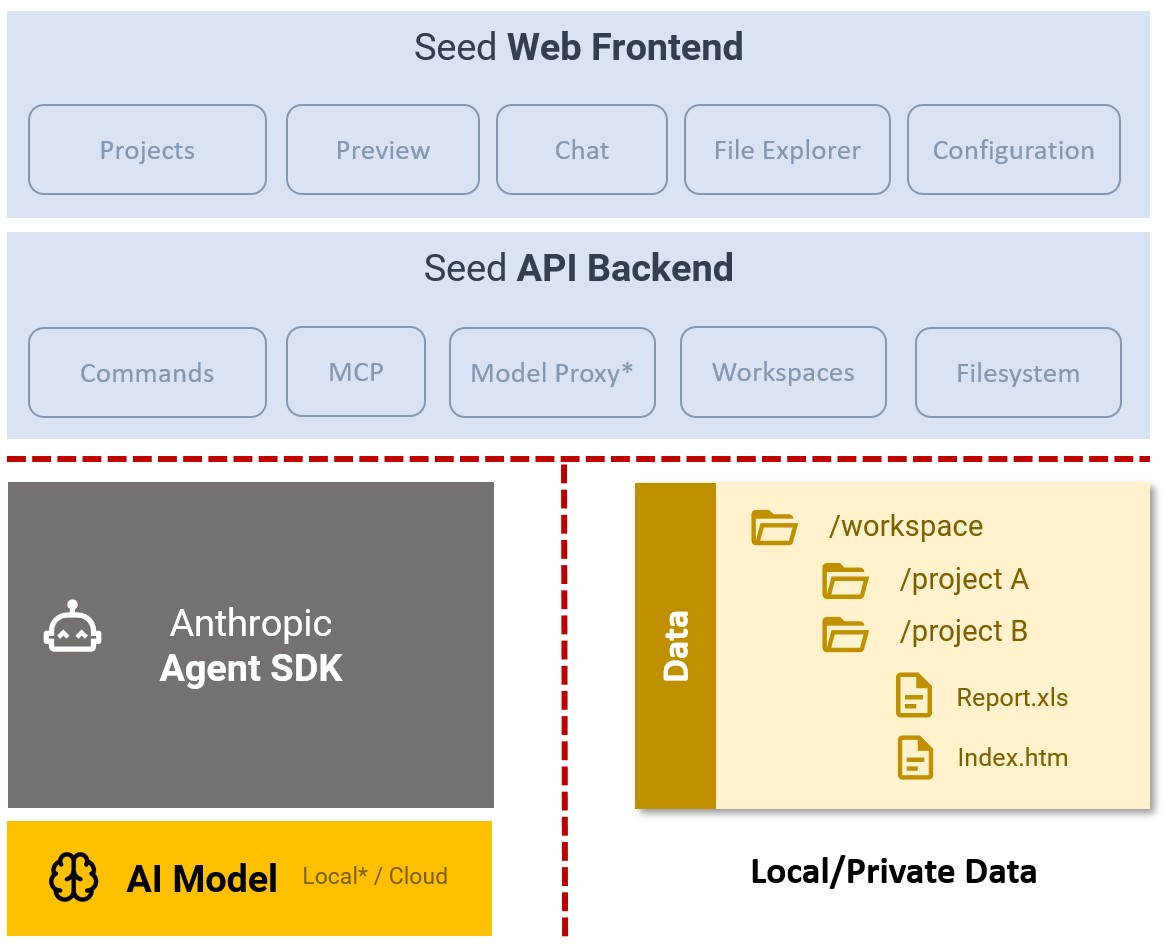 Seed Web Frontend
Projects
Preview
Chat
File Explorer
Configuration
Seed API Backend
Commands
MCP
Model Proxy*
Workspaces
Filesystem
Anthropic
Agent SDK
AI Model
Local* / Cloud
Data
/workspace
/project A
/project B
Report.xls
Index.htm
Local/Private Data